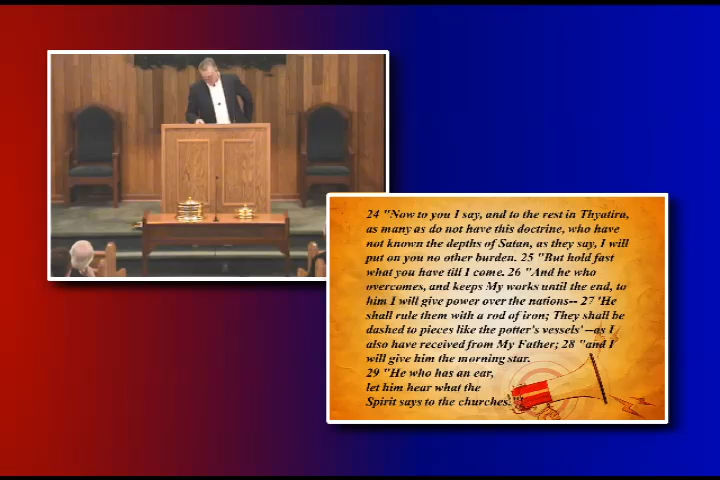 24 "Now to you I say, and to the rest in Thyatira,
as many as do not have this doctrine, who have
not known the depths of Satan, as they say, I will
put on you no other burden. 25 "But hold fast
what you have till I come. 26 "And he who
overcomes, and keeps My works until the end, to
him I will give power over the nations-- 27 'He
shall rule them with a rod of iron; They shall be
dashed to pieces like the potter's vessels' --as I
also have received from My Father; 28 "and I
will give him the morning star.
29 "He who has an ear,
let him hear what the
Spirit says to the churches."'